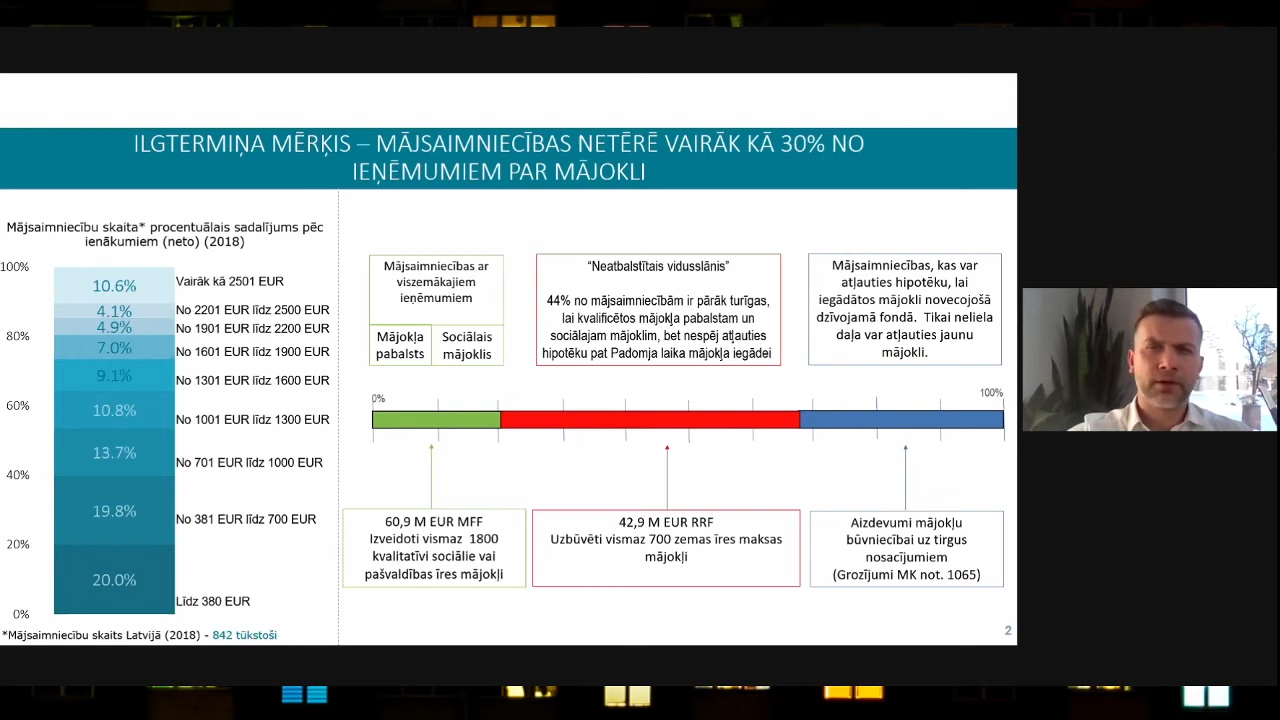 ILGTERMIŅA MĒRĶIS – MĀJSAIMNIECĪBAS NETĒRĒ VAIRĀK KĀ 30% NO
IEŅĒMUMIEM PAR MĀJOKLI
Mājsaimniecību skaita* procentuālais sadalījums pēc
ienākumiem (neto) (2018)
100%
80%
60%
40%
20%
0%
10.6%
4.1%
4.9%
7.0%
9.1%
10.8%
13.7%
19.8%
20.0%
Vairāk kā 2501 EUR
No 2201 EUR līdz 2500 EUR
No 1901 EUR līdz 2200 EUR
No 1601 EUR līdz 1900 EUR
No 1301 EUR līdz 1600 EUR
No 1001 EUR līdz 1300 EUR
No 701 EUR līdz 1000 EUR
No 381 EUR līdz 700 EUR
Līdz 380 EUR
*Mājsaimniecību skaits Latvijā (2018) - 842 tūkstoši
Mājsaimniecības ar
viszemākajiem
ieņēmumiem
Mājokļa
pabalsts
Sociālais
mājoklis
“Neatbalstītais vidusslānis”
44% no mājsaimniecībām ir pārāk turīgas,
lai kvalificētos mājokļa pabalstam un
sociālajam mājoklim, bet nespēj atļauties
hipotēku pat Padomja laika mājokļa iegādei
Mājsaimniecības, kas var
atļauties hipotēku, lai
iegādātos mājokli novecojošā
dzīvojamā fondā. Tikai neliela
daļa var atļauties jaunu
mājokli.
0%
100%
60,9 M EUR MFF
Izveidoti vismaz 1800
kvalitatīvi sociālie vai
pašvaldības īres mājokļi
42,9 M EUR RRF
Uzbūvēti vismaz 700 zemas īres maksas
mājokļi
Aizdevumi mājokļu
būvniecībai uz tirgus
nosacījumiem
(Grozījumi MK not. 1065)
2